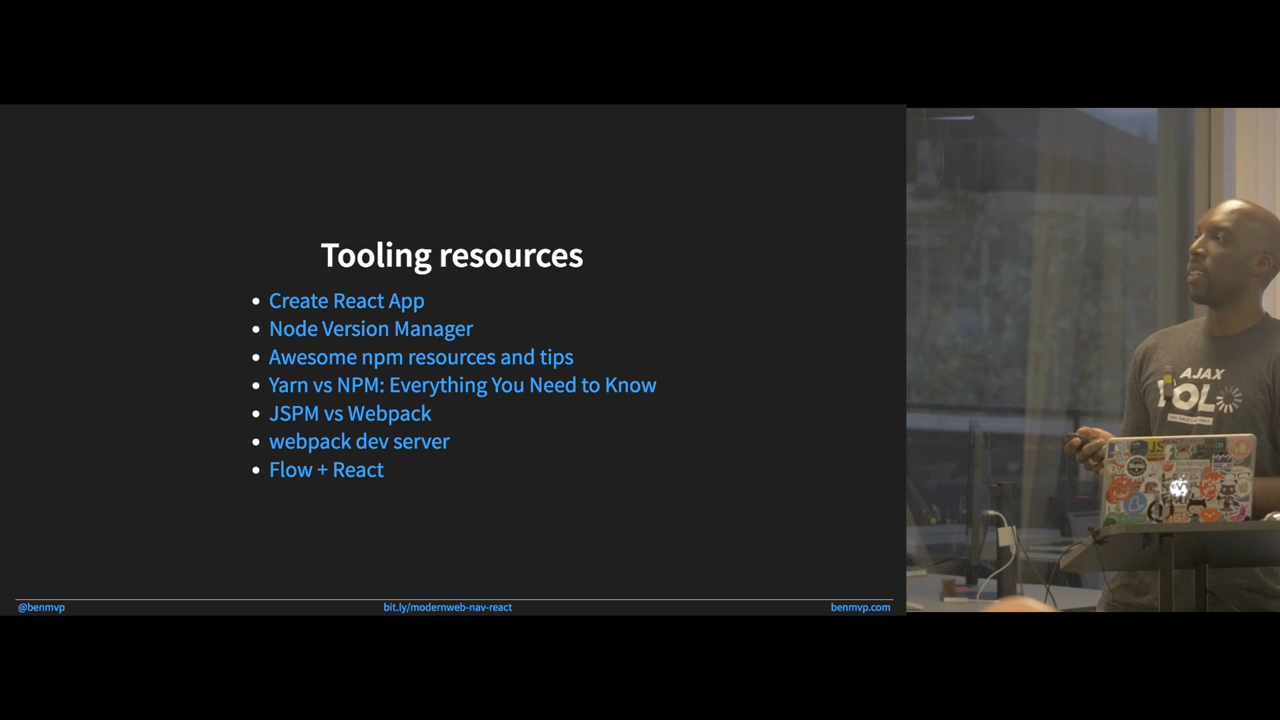 Tooling resources
Create React App
Node Version Manager
Awesome npm resources and tips
Yarn vs NPM: Everything You Need to Know
JSPM vs Webpack
webpack dev server
Flow + React
@benmvp
bit.ly/modernweb-nav-react
benmvp.com
AJAX
JS